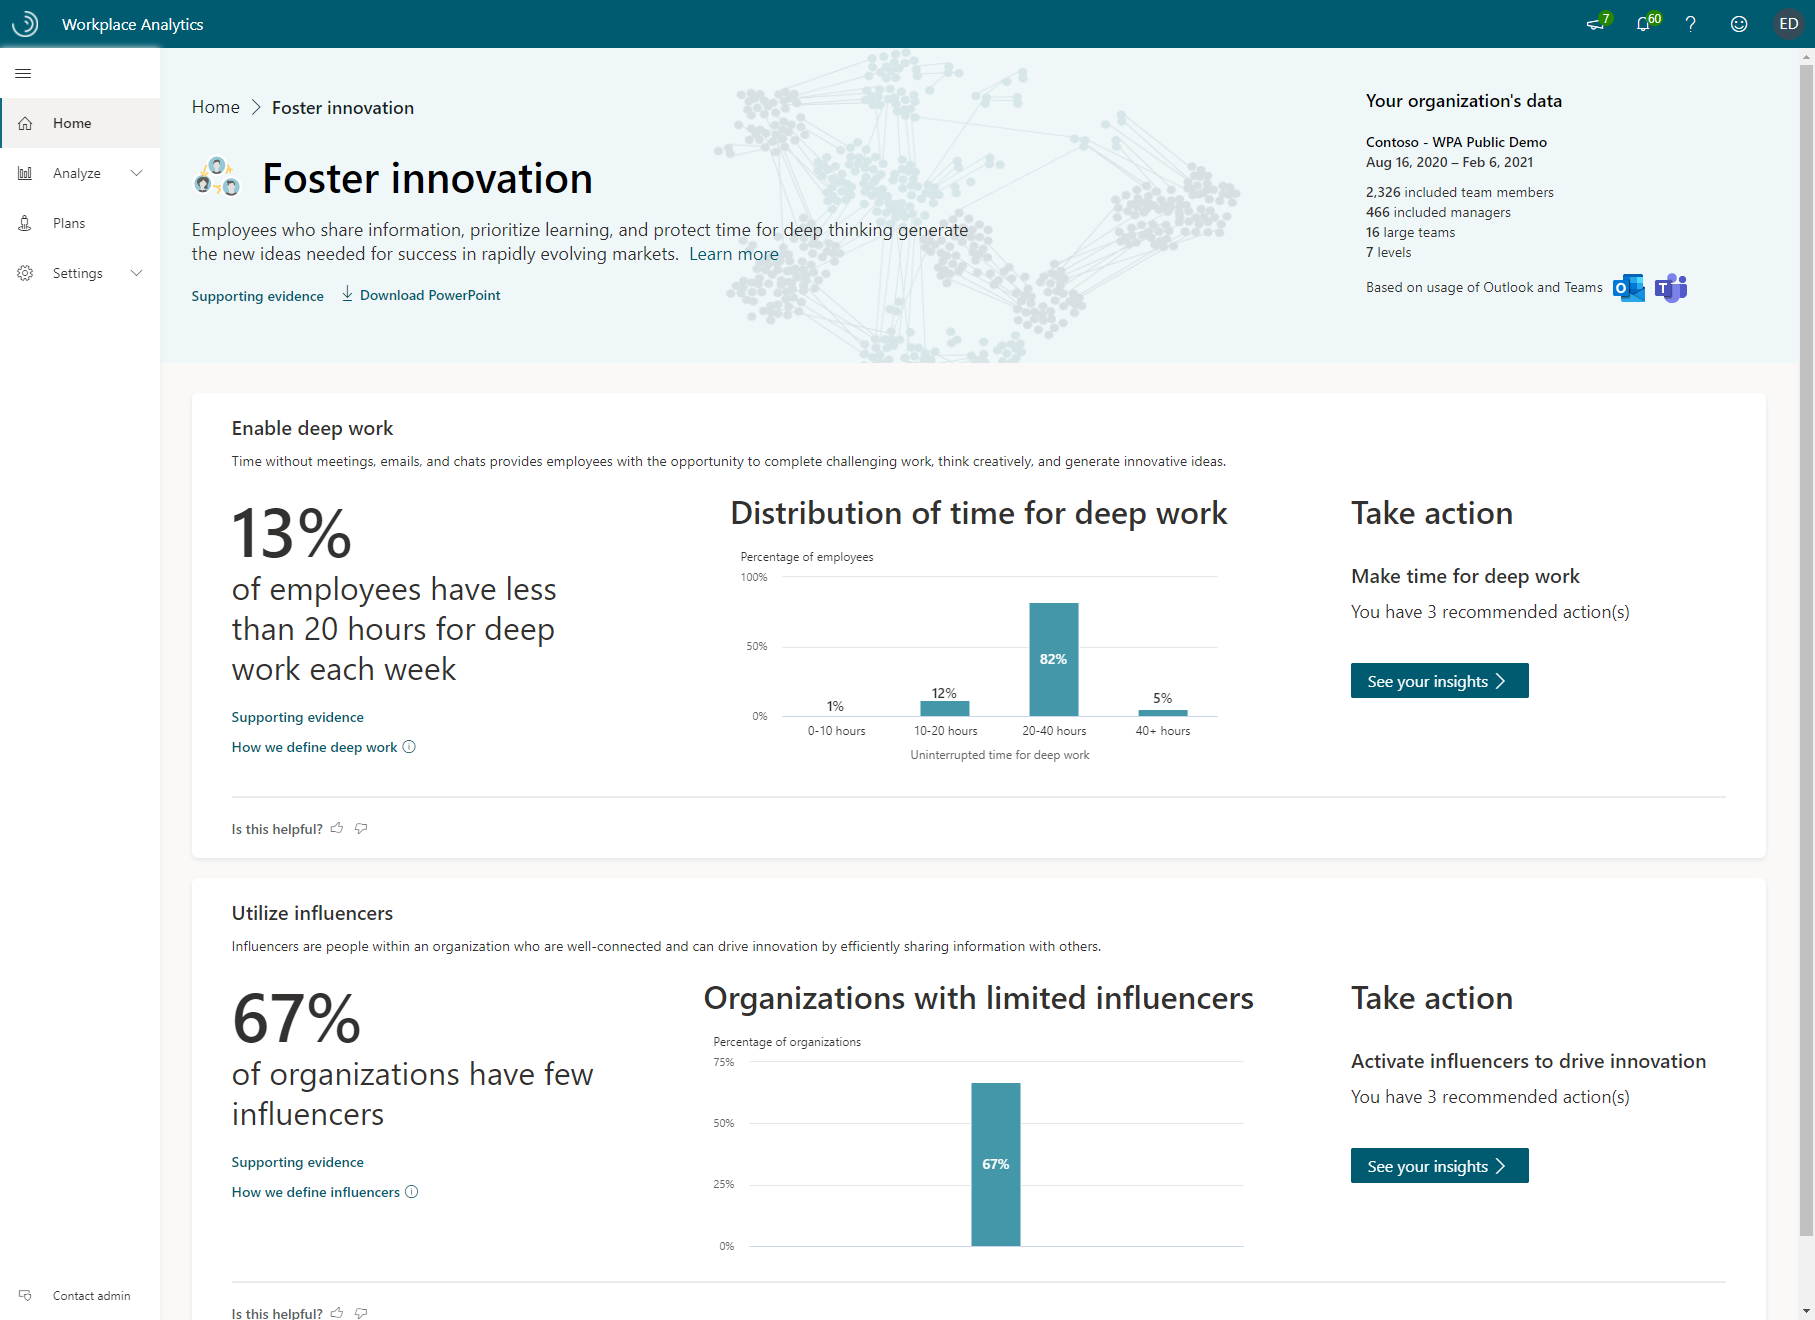 Workplace Analytics
7
60
ED
Home
Analyze
Plans
Settings
Contact admin
Home > Foster innovation
Foster innovation
Employees who share information, prioritize learning, and protect time for deep thinking generate
the new ideas needed for success in rapidly evolving markets. Learn more
Supporting evidence
Download PowerPoint
Your organization's data
Contoso - WPA Public Demo
Aug 16, 2020 – Feb 6, 2021
2,326 included team members
466 included managers
16 large teams
7 levels
Based on usage of Outlook and Teams
Enable deep work
Time without meetings, emails, and chats provides employees with the opportunity to complete challenging work, think creatively, and generate innovative ideas.
13%
of employees have less
than 20 hours for deep
work each week
Supporting evidence
How we define deep work
Distribution of time for deep work
Percentage of employees
100%
50%
0%
1%
12%
82%
5%
0-10 hours
10-20 hours
20-40 hours
40+ hours
Uninterrupted time for deep work
Take action
Make time for deep work
You have 3 recommended action(s)
See your insights
Is this helpful?
Utilize influencers
Influencers are people within an organization who are well-connected and can drive innovation by efficiently sharing information with others.
67%
of organizations have few
influencers
Supporting evidence
How we define influencers
Organizations with limited influencers
Percentage of organizations
75%
50%
25%
0%
67%
Take action
Activate influencers to drive innovation
You have 3 recommended action(s)
See your insights
Is this helpful?